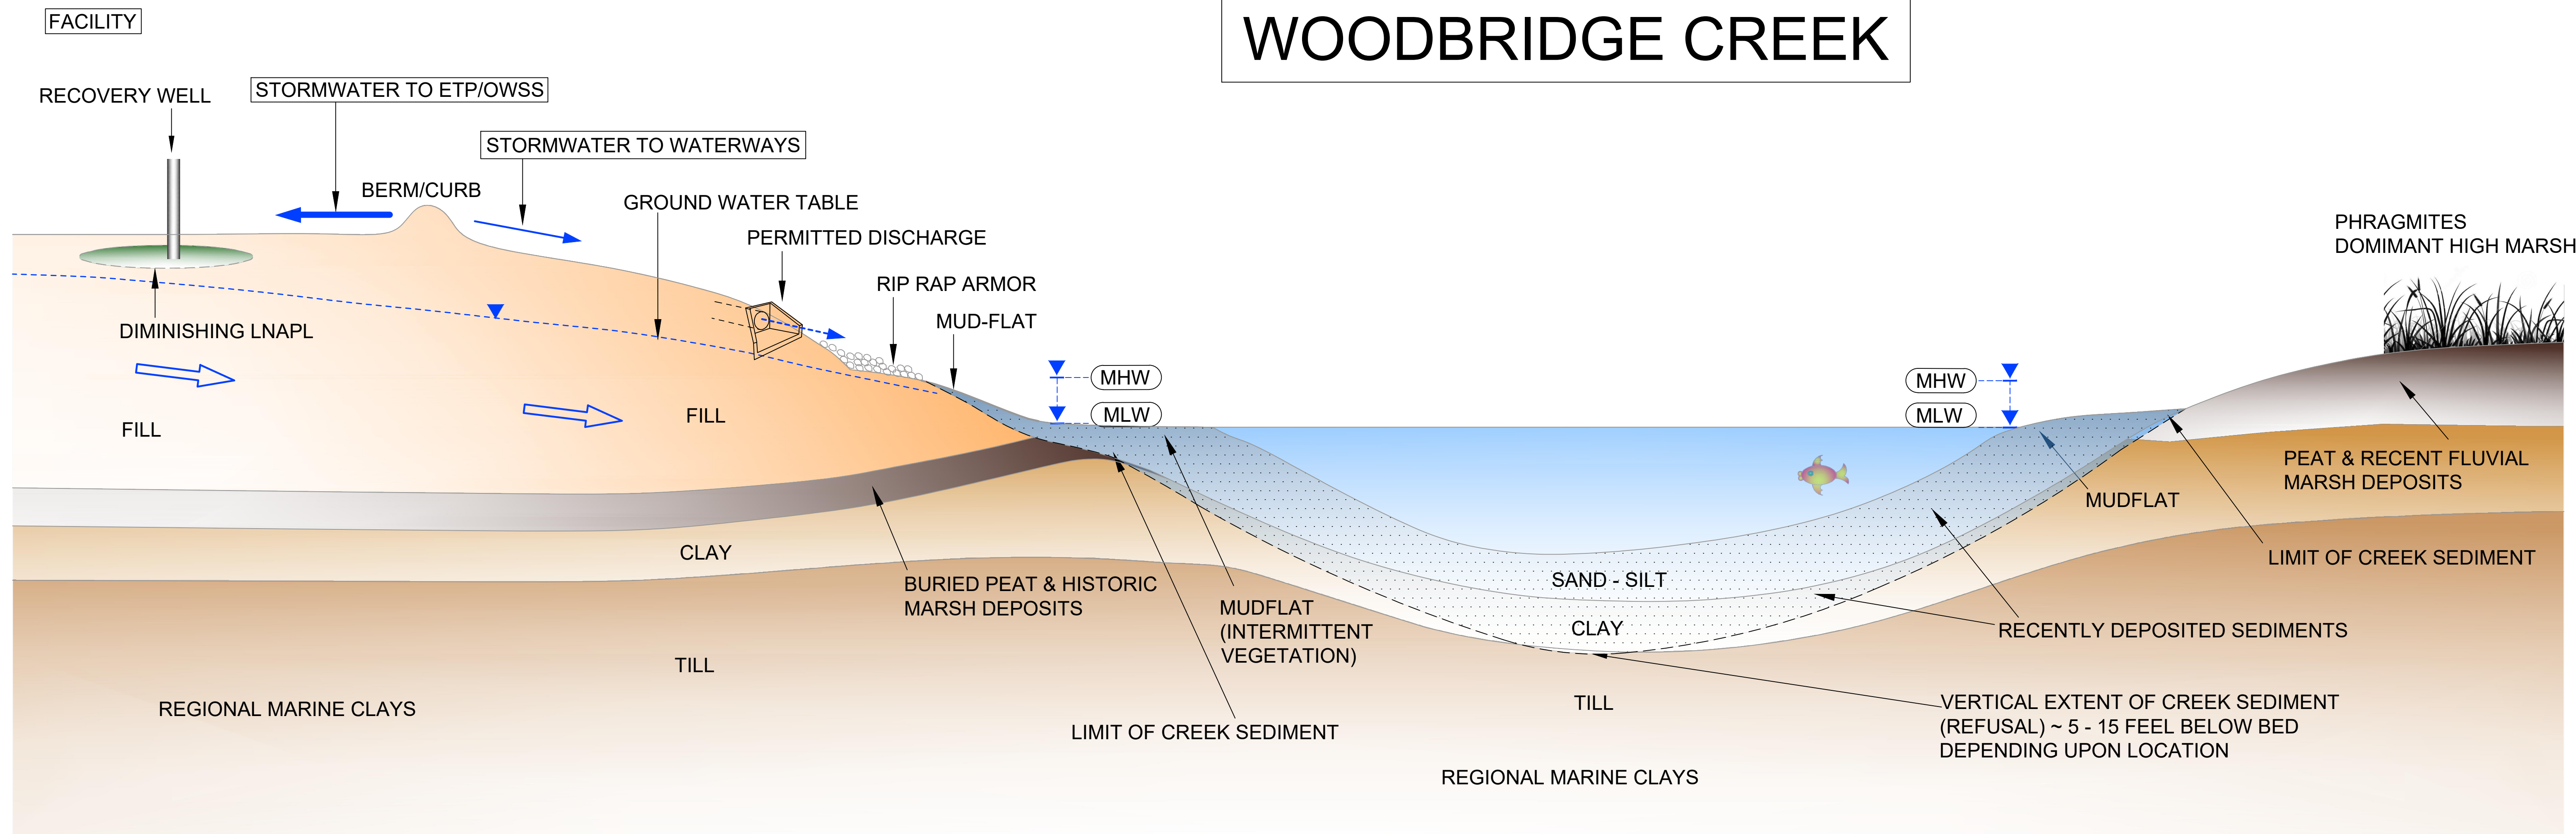 FACILITY
WOODBRIDGE CREEK
RECOVERY WELL
STORMWATER TO ETP/OWSS
STORMWATER TO WATERWAYS
BERM/CURB
GROUND WATER TABLE
PERMITTED DISCHARGE
RIP RAP ARMOR
MUD-FLAT
DIMINISHING LNAPL
PHRAGMITES
DOMIMANT HIGH MARSH
MHW
MLW
MHW
MLW
FILL
FILL
PEAT & RECENT FLUVIAL
MARSH DEPOSITS
MUDFLAT
LIMIT OF CREEK SEDIMENT
CLAY
BURIED PEAT & HISTORIC
MARSH DEPOSITS
MUDFLAT
(INTERMITTENT
VEGETATION)
SAND - SILT
CLAY
RECENTLY DEPOSITED SEDIMENTS
TILL
REGIONAL MARINE CLAYS
LIMIT OF CREEK SEDIMENT
TILL
VERTICAL EXTENT OF CREEK SEDIMENT
(REFUSAL) ~ 5 - 15 FEEL BELOW BED
DEPENDING UPON LOCATION
REGIONAL MARINE CLAYS